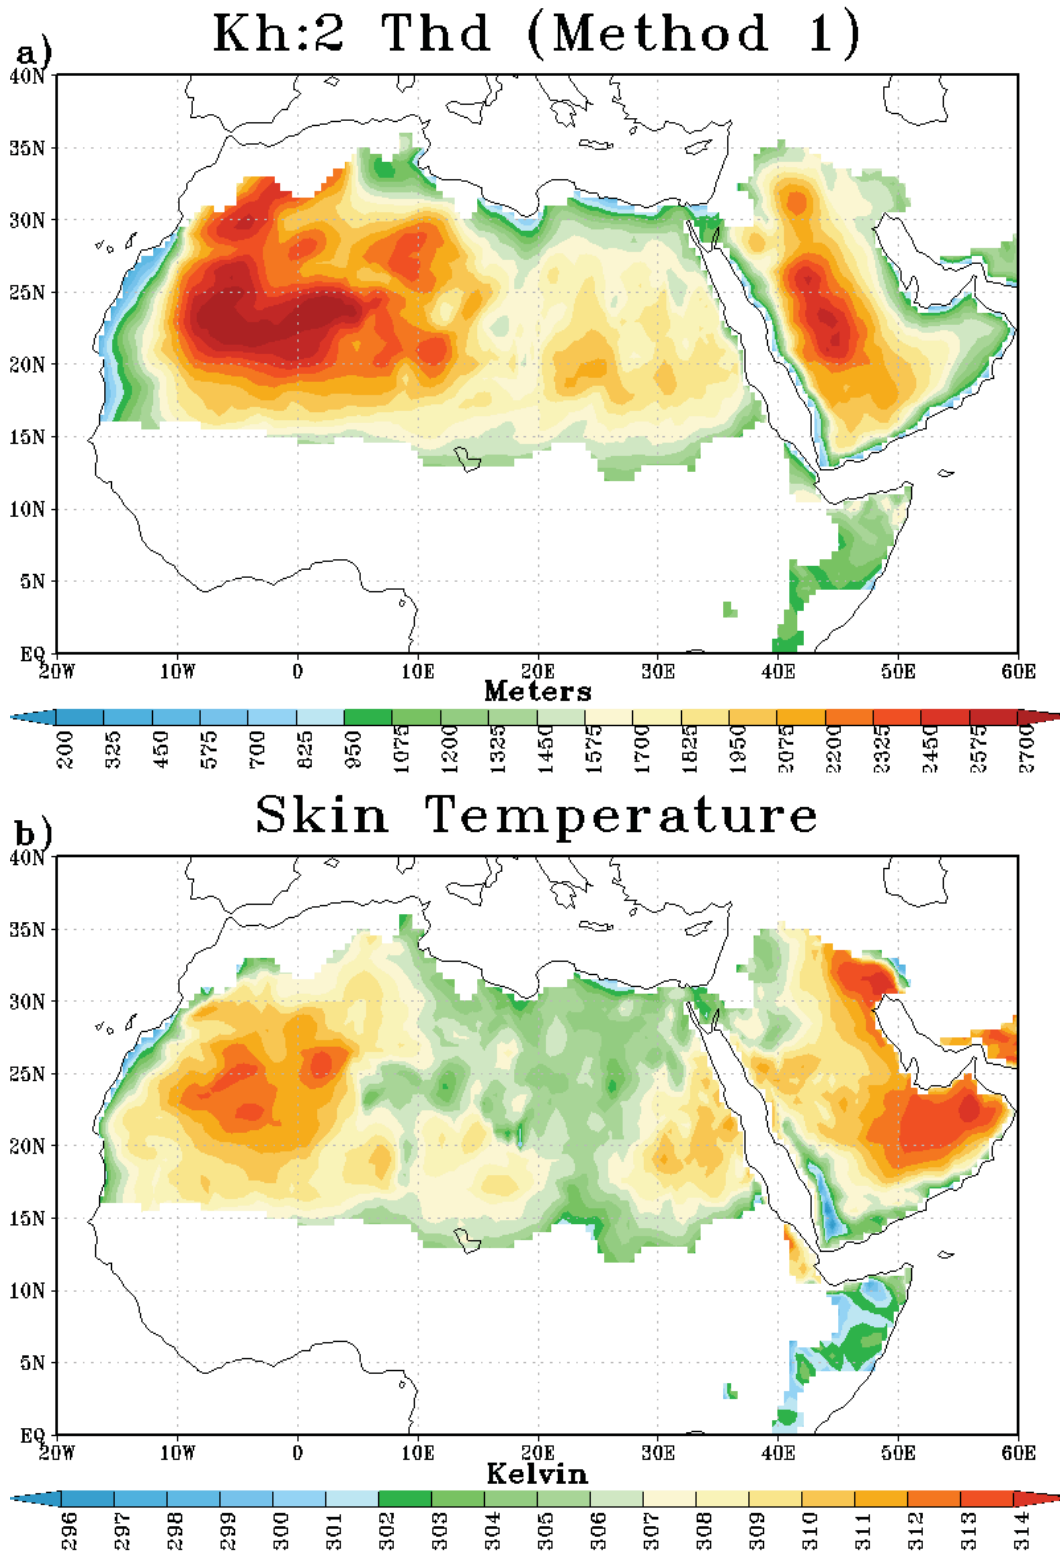 Kh:2 Thd (Method 1)
a)
40N
35N
30N
25N
20N
15N
10N
5N
EQ
20W 10W 0 10E 20E 30E 40E 50E 60E
Meters
200 325 450 575 700 825 950 1075 1200 1325 1450 1575 1700 1825 1950 2075 2200 2325 2450 2575 2700
Skin Temperature
b)
40N
35N
30N
25N
20N
15N
10N
5N
EQ
20W 10W 0 10E 20E 30E 40E 50E 60E
Kelvin
296 297 298 299 300 301 302 303 304 305 306 307 308 309 310 311 312 313 314